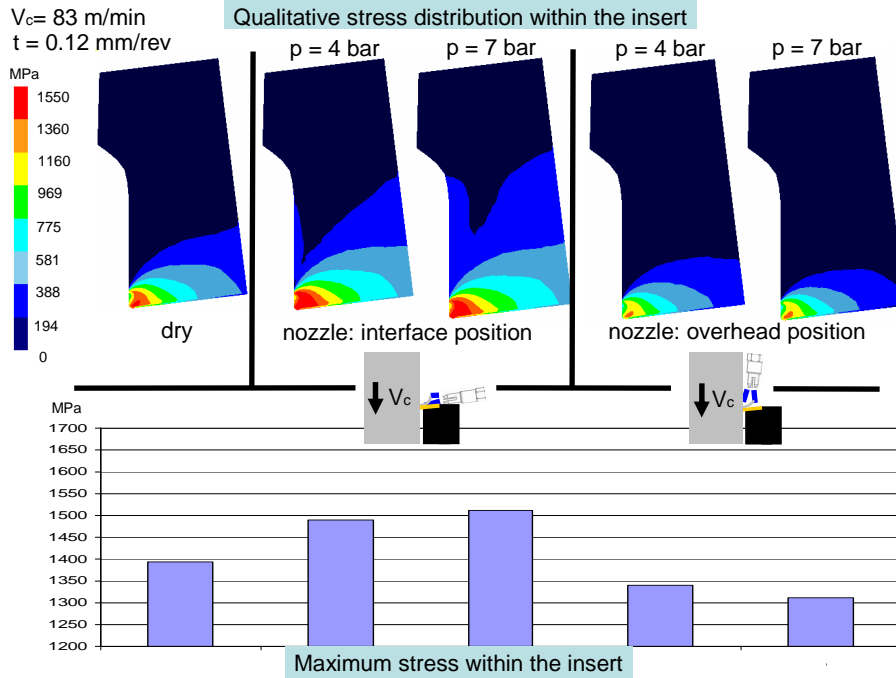 Vc= 83 m/min
t = 0.12 mm/rev
Qualitative stress distribution within the insert
p = 4 bar
p = 7 bar
p = 4 bar
p = 7 bar
MPa
1550
1360
1160
969
775
581
388
194
0
dry
nozzle: interface position
nozzle: overhead position
Vc
Vc
MPa
1700
1650
1600
1550
1500
1450
1400
1350
1300
1250
1200
Maximum stress within the insert